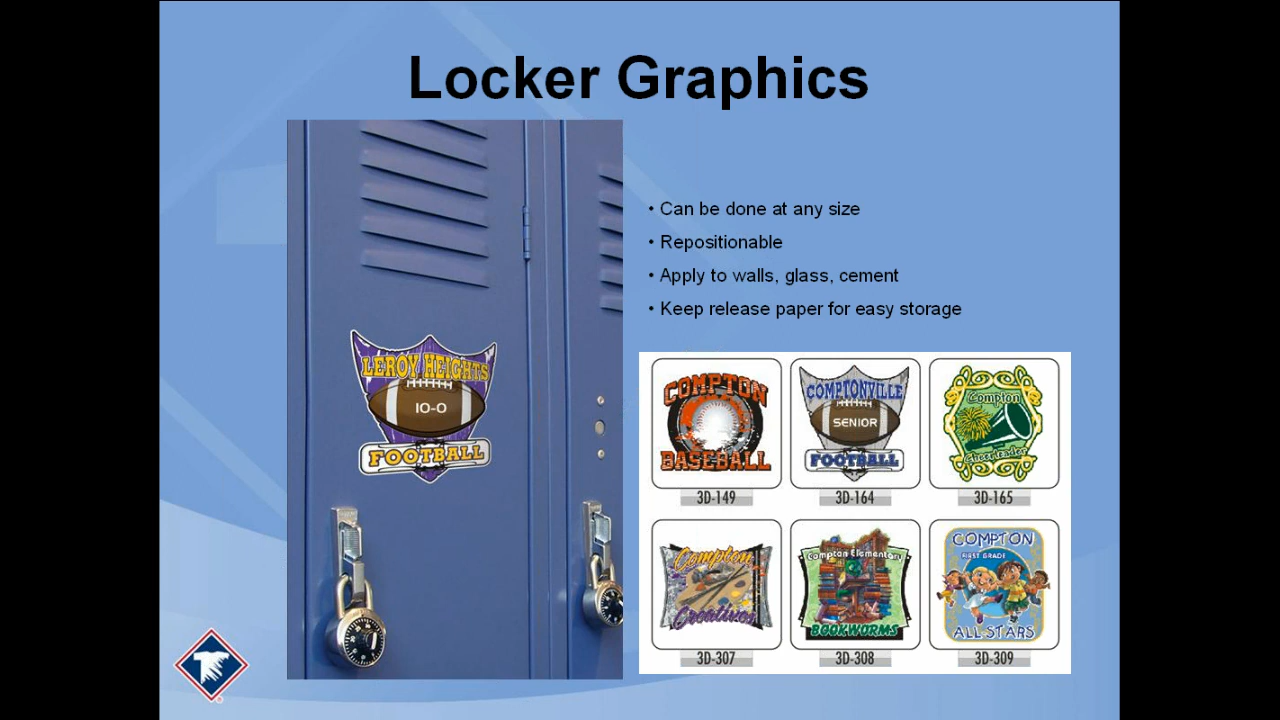 Locker Graphics
• Can be done at any size
• Repositionable
• Apply to walls, glass, cement
• Keep release paper for easy storage
LEROY HEIGHTS
10-0
FOOTBALL
COMPTON
BASEBALL
3D-149
COMPTONVILLE
SENIOR
FOOTBALL
3D-164
Compton
Cheerleader
3D-165
Compton
Creatives
3D-307
Compton Elementary
BOOKWORMS
3D-308
COMPTON
FIRST GRADE
ALL STARS
3D-309